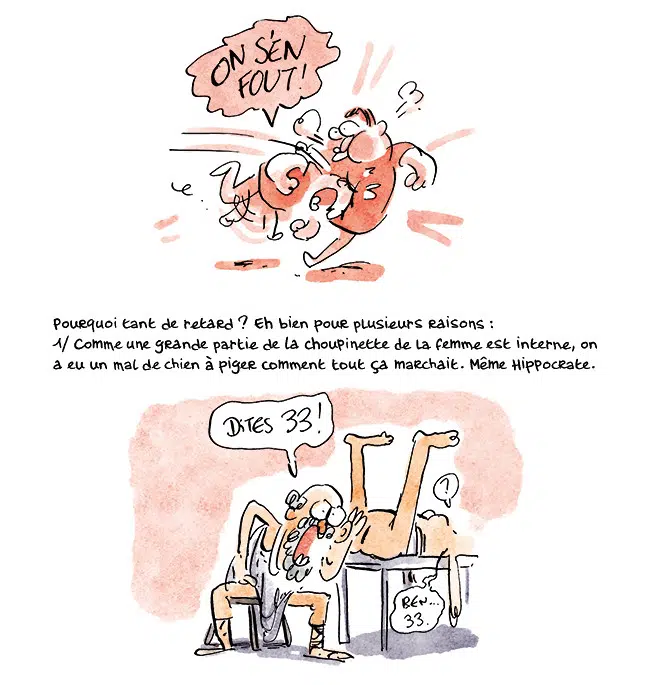 ON S'EN
FOUT!
Pourquoi tant de retard ? Eh bien pour plusieurs raisons :
1/ Comme une grande partie de la choupinette de la femme est interne, on
a eu un mal de chien à piger comment tout ça marchait. Même Hippocrate.
DITES 33!
?
BEN...
33.